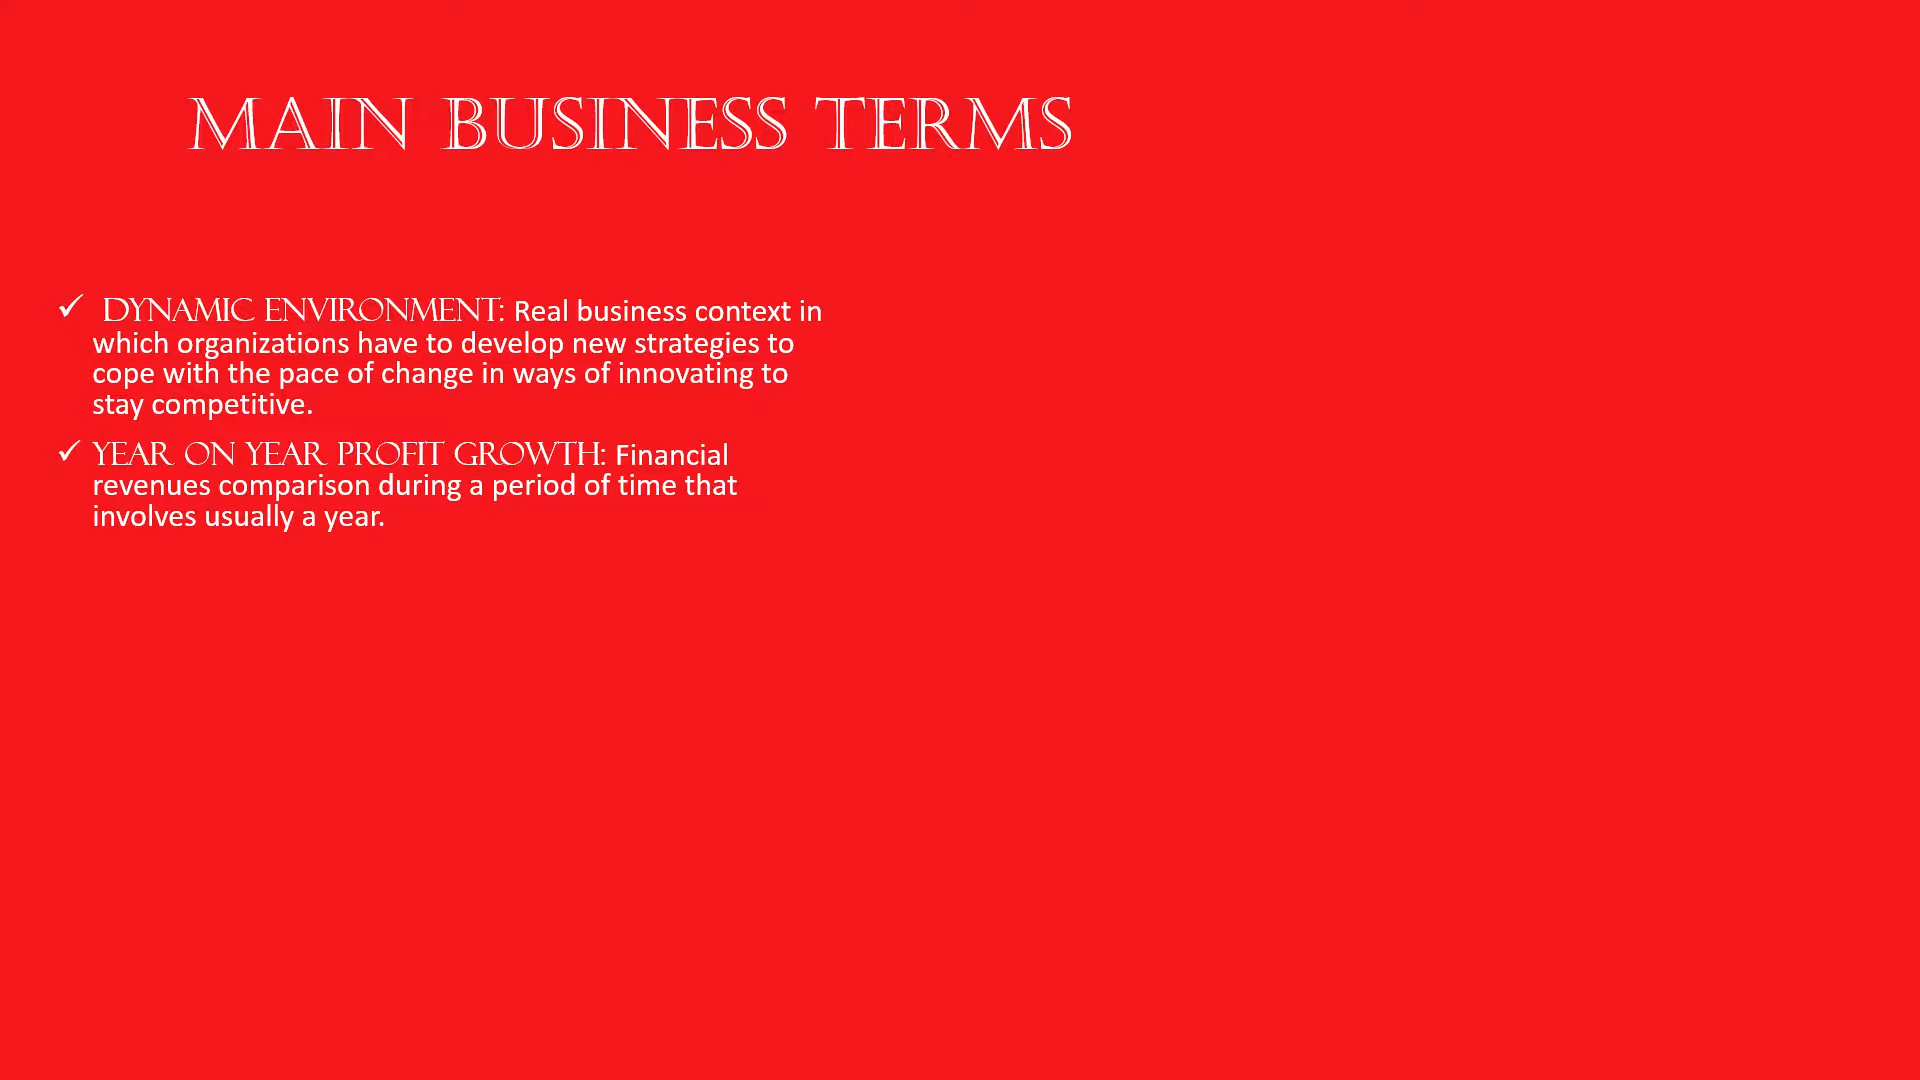 MAIN BUSINESS TERMS
✓ DYNAMIC ENVIRONMENT: Real business context in
which organizations have to develop new strategies to
cope with the pace of change in ways of innovating to
stay competitive.
✓ YEAR ON YEAR PROFIT GROWTH: Financial
revenues comparison during a period of time that
involves usually a year.